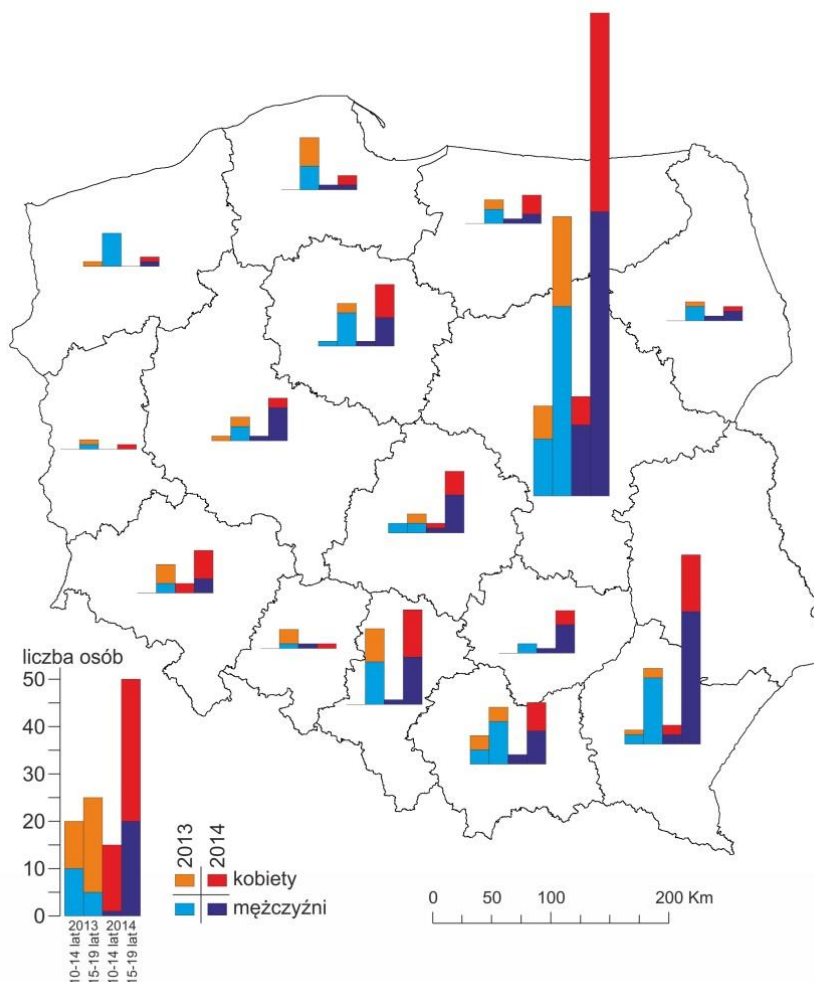 liczba osób
50
40
30
20
10
0
2013 2014
10-14 lat
15-19 lat
10-14 lat
15-19 lat
2013 2014
kobiety
mężczyźni
0 50 100 200 Km